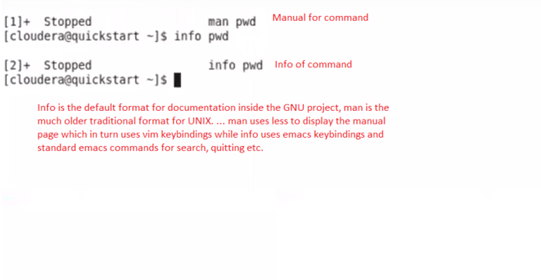 [1]+  Stopped                 man pwd   Manual for command
[cloudera@quickstart ~]$ info pwd
[2]+  Stopped                 info pwd   Info of command
[cloudera@quickstart ~]$
Info is the default format for documentation inside the GNU project, man is the
much older traditional format for UNIX. ... man uses less to display the manual
page which in turn uses vim keybindings while info uses emacs keybindings and
standard emacs commands for search, quitting etc.